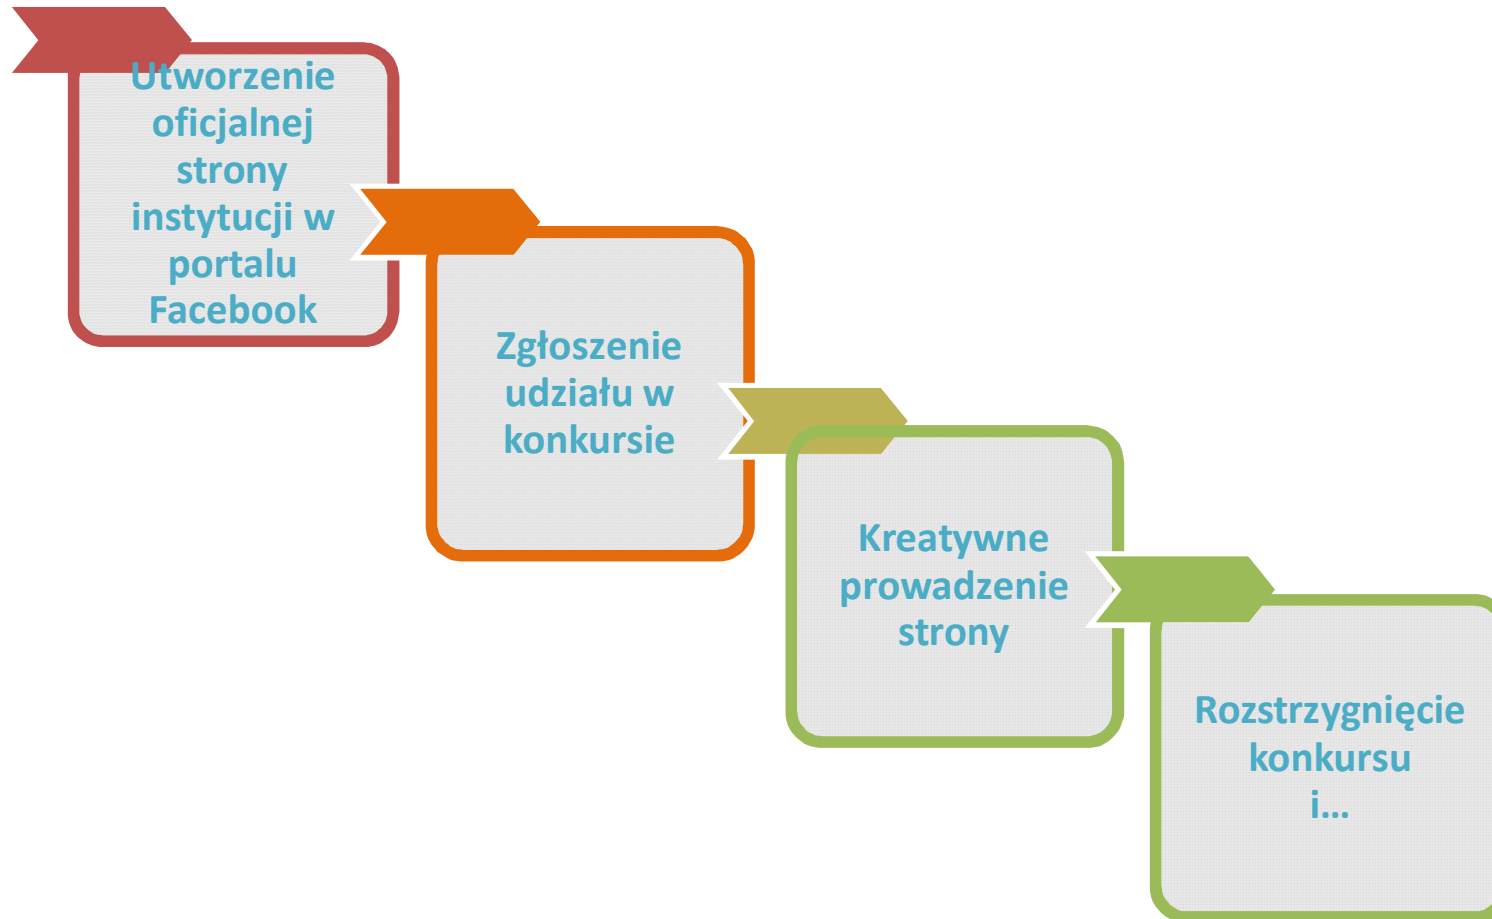 Utworzenie
oficjalnej
strony
instytucji w
portalu
Facebook
Zgłoszenie
udziału w
konkursie
Kreatywne
prowadzenie
strony
Rozstrzygnięcie
konkursu
i...